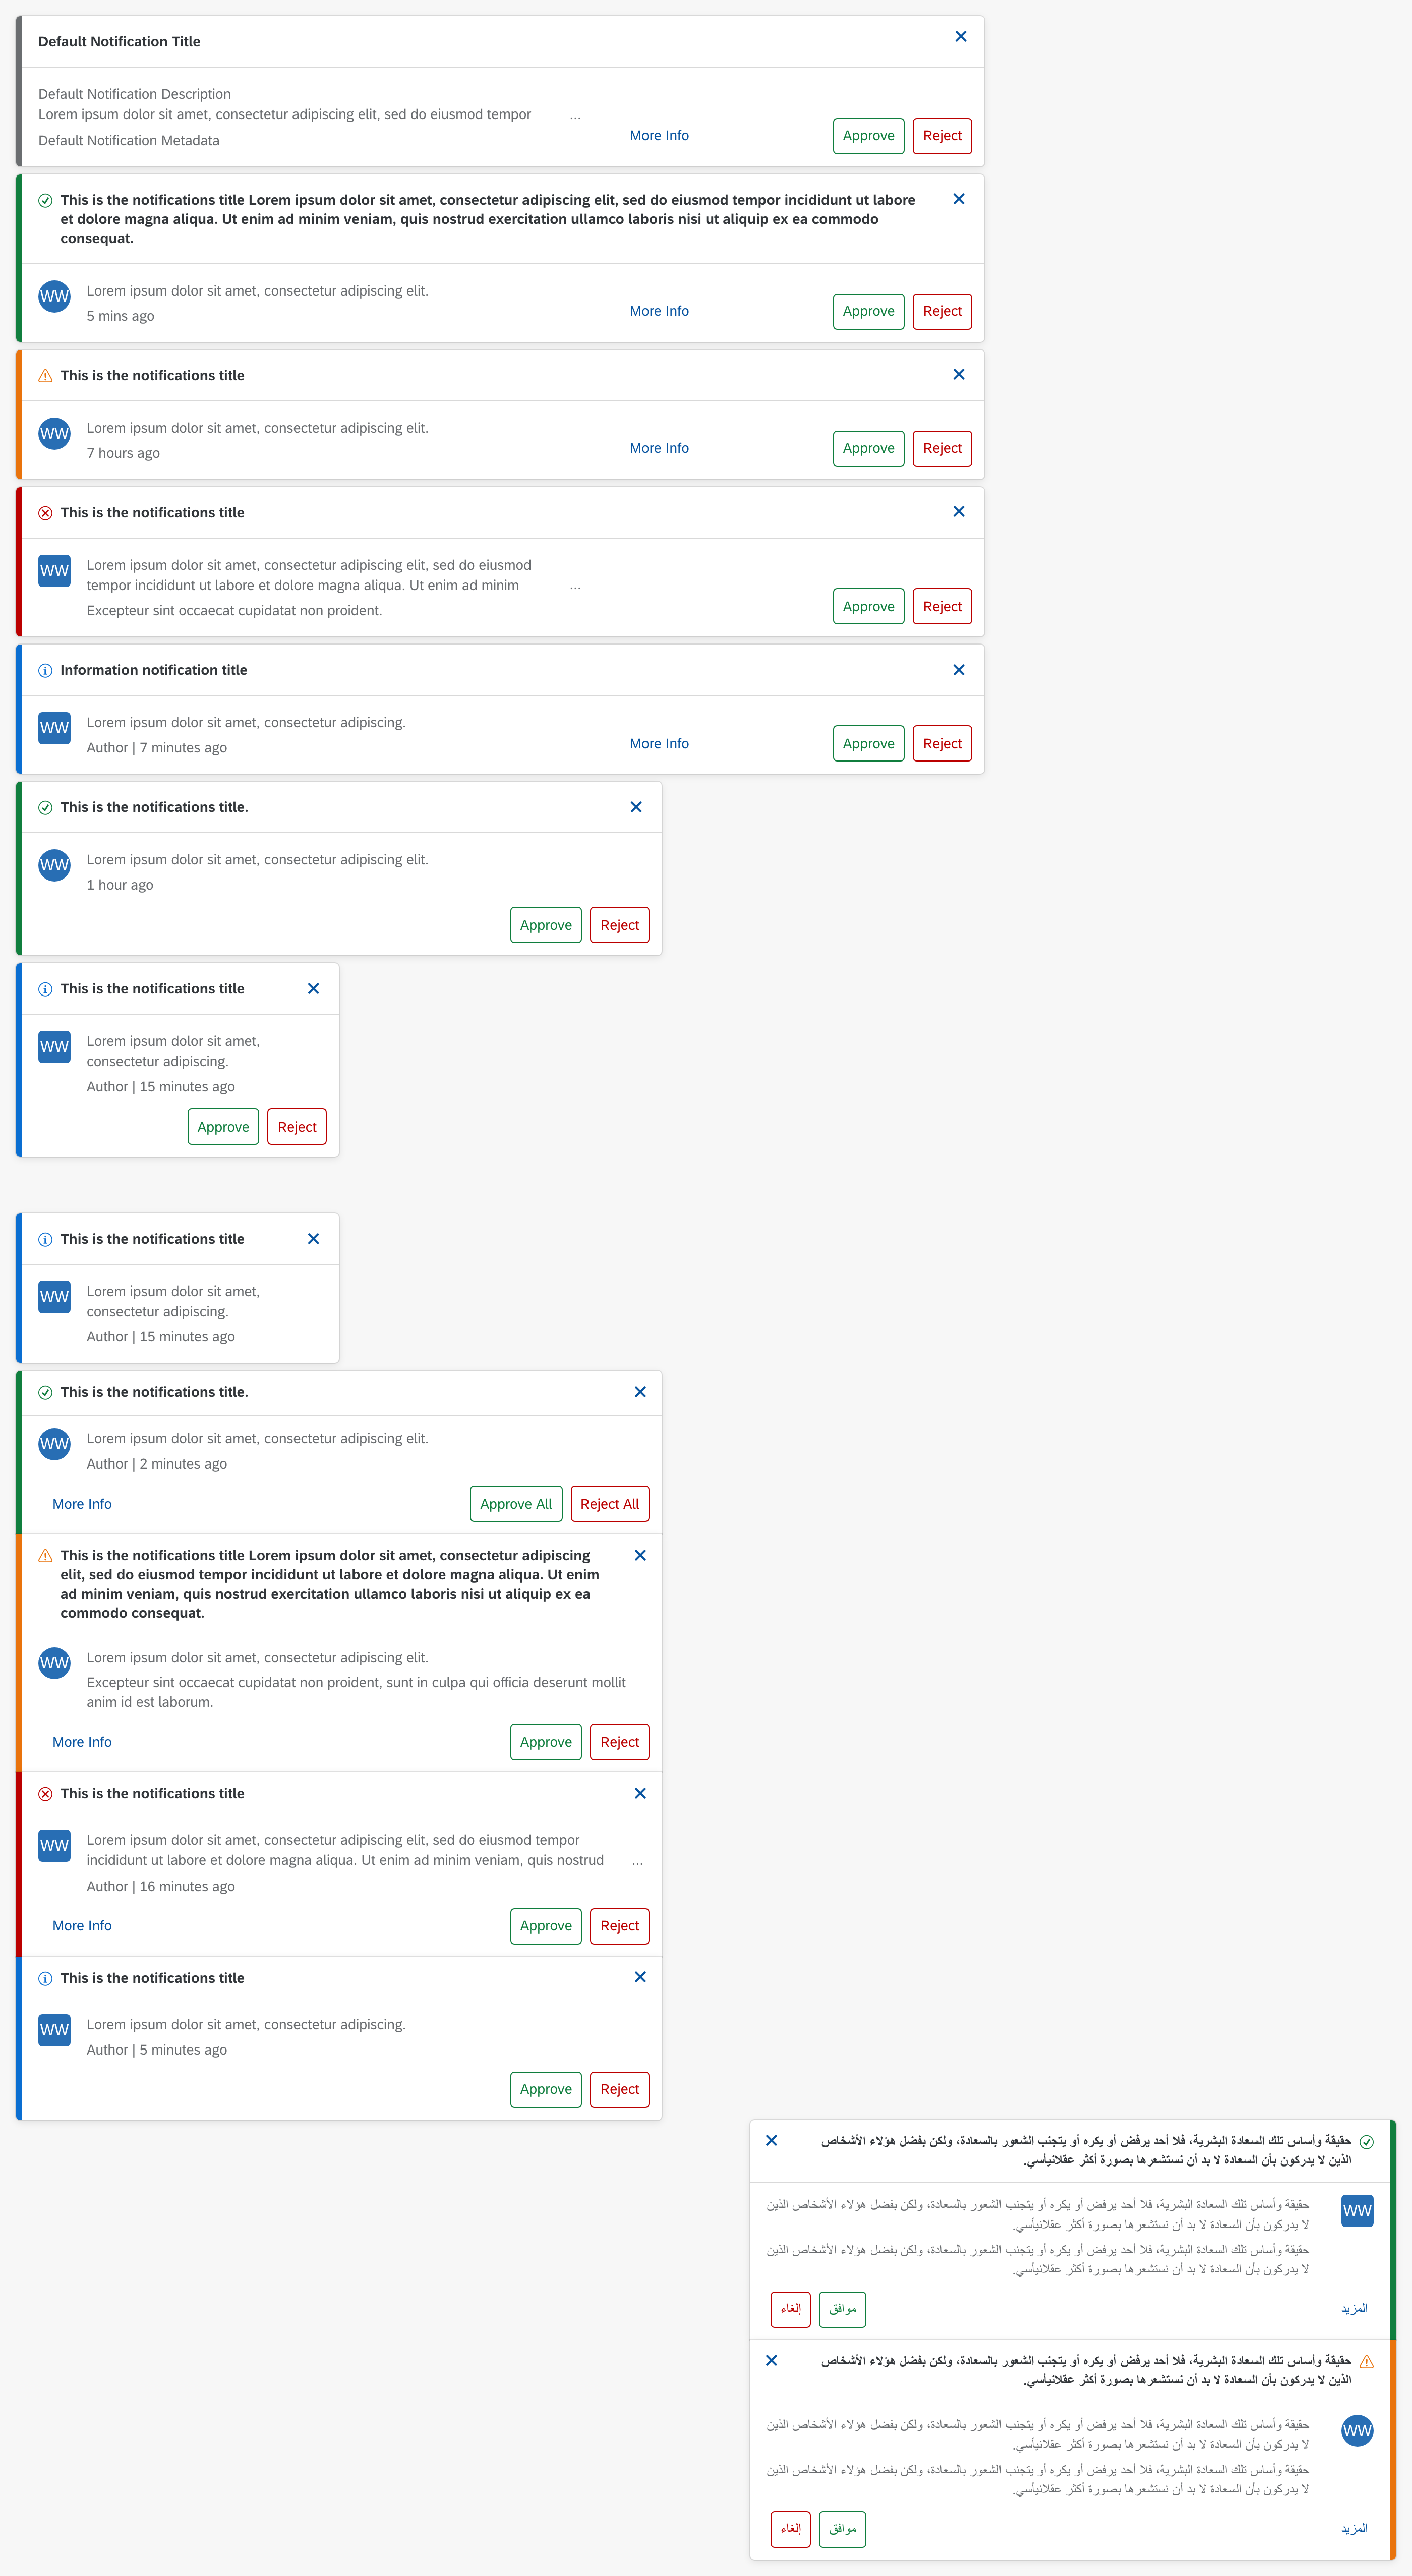 Default Notification Title
Default Notification Description
Lorem ipsum dolor sit amet, consectetur adipiscing elit, sed do eiusmod tempor ...
Default Notification Metadata
More Info
Approve
Reject
This is the notifications title Lorem ipsum dolor sit amet, consectetur adipiscing elit, sed do eiusmod tempor incididunt ut labore
et dolore magna aliqua. Ut enim ad minim veniam, quis nostrud exercitation ullamco laboris nisi ut aliquip ex ea commodo
consequat.
WW
Lorem ipsum dolor sit amet, consectetur adipiscing elit.
5 mins ago
More Info
Approve
Reject
This is the notifications title
WW
Lorem ipsum dolor sit amet, consectetur adipiscing elit.
7 hours ago
More Info
Approve
Reject
This is the notifications title
WW
Lorem ipsum dolor sit amet, consectetur adipiscing elit, sed do eiusmod
tempor incididunt ut labore et dolore magna aliqua. Ut enim ad minim ...
Excepteur sint occaecat cupidatat non proident.
Approve
Reject
Information notification title
WW
Lorem ipsum dolor sit amet, consectetur adipiscing.
Author | 7 minutes ago
More Info
Approve
Reject
This is the notifications title.
WW
Lorem ipsum dolor sit amet, consectetur adipiscing elit.
1 hour ago
Approve
Reject
This is the notifications title
WW
Lorem ipsum dolor sit amet,
consectetur adipiscing.
Author | 15 minutes ago
Approve
Reject
This is the notifications title
WW
Lorem ipsum dolor sit amet,
consectetur adipiscing.
Author | 15 minutes ago
This is the notifications title.
WW
Lorem ipsum dolor sit amet, consectetur adipiscing elit.
Author | 2 minutes ago
More Info
Approve All
Reject All
This is the notifications title Lorem ipsum dolor sit amet, consectetur adipiscing
elit, sed do eiusmod tempor incididunt ut labore et dolore magna aliqua. Ut enim
ad minim veniam, quis nostrud exercitation ullamco laboris nisi ut aliquip ex ea
commodo consequat.
WW
Lorem ipsum dolor sit amet, consectetur adipiscing elit.
Excepteur sint occaecat cupidatat non proident, sunt in culpa qui officia deserunt mollit
anim id est laborum.
More Info
Approve
Reject
This is the notifications title
WW
Lorem ipsum dolor sit amet, consectetur adipiscing elit, sed do eiusmod tempor
incididunt ut labore et dolore magna aliqua. Ut enim ad minim veniam, quis nostrud ...
Author | 16 minutes ago
More Info
Approve
Reject
This is the notifications title
WW
Lorem ipsum dolor sit amet, consectetur adipiscing.
Author | 5 minutes ago
Approve
Reject
حقيقة وأساس تلك السعادة البشرية، فلا أحد يرفض أو يكره أو يتجنب الشعور بالسعادة، ولكن بفضل هؤلاء الأشخاص
الذين لا يدركون بأن السعادة لا بد أن نستشعرها بصورة أكثر عقلانيأسي.
WW
حقيقة وأساس تلك السعادة البشرية، فلا أحد يرفض أو يكره أو يتجنب الشعور بالسعادة، ولكن بفضل هؤلاء الأشخاص الذين
لا يدركون بأن السعادة لا بد أن نستشعرها بصورة أكثر عقلانيأسي.
حقيقة وأساس تلك السعادة البشرية، فلا أحد يرفض أو يكره أو يتجنب الشعور بالسعادة، ولكن بفضل هؤلاء الأشخاص الذين
لا يدركون بأن السعادة لا بد أن نستشعرها بصورة أكثر عقلانيأسي.
المزيد
موافق
إلغاء
حقيقة وأساس تلك السعادة البشرية، فلا أحد يرفض أو يكره أو يتجنب الشعور بالسعادة، ولكن بفضل هؤلاء الأشخاص
الذين لا يدركون بأن السعادة لا بد أن نستشعرها بصورة أكثر عقلانيأسي.
WW
حقيقة وأساس تلك السعادة البشرية، فلا أحد يرفض أو يكره أو يتجنب الشعور بالسعادة، ولكن بفضل هؤلاء الأشخاص الذين
لا يدركون بأن السعادة لا بد أن نستشعرها بصورة أكثر عقلانيأسي.
حقيقة وأساس تلك السعادة البشرية، فلا أحد يرفض أو يكره أو يتجنب الشعور بالسعادة، ولكن بفضل هؤلاء الأشخاص الذين
لا يدركون بأن السعادة لا بد أن نستشعرها بصورة أكثر عقلانيأسي.
المزيد
موافق
إلغاء